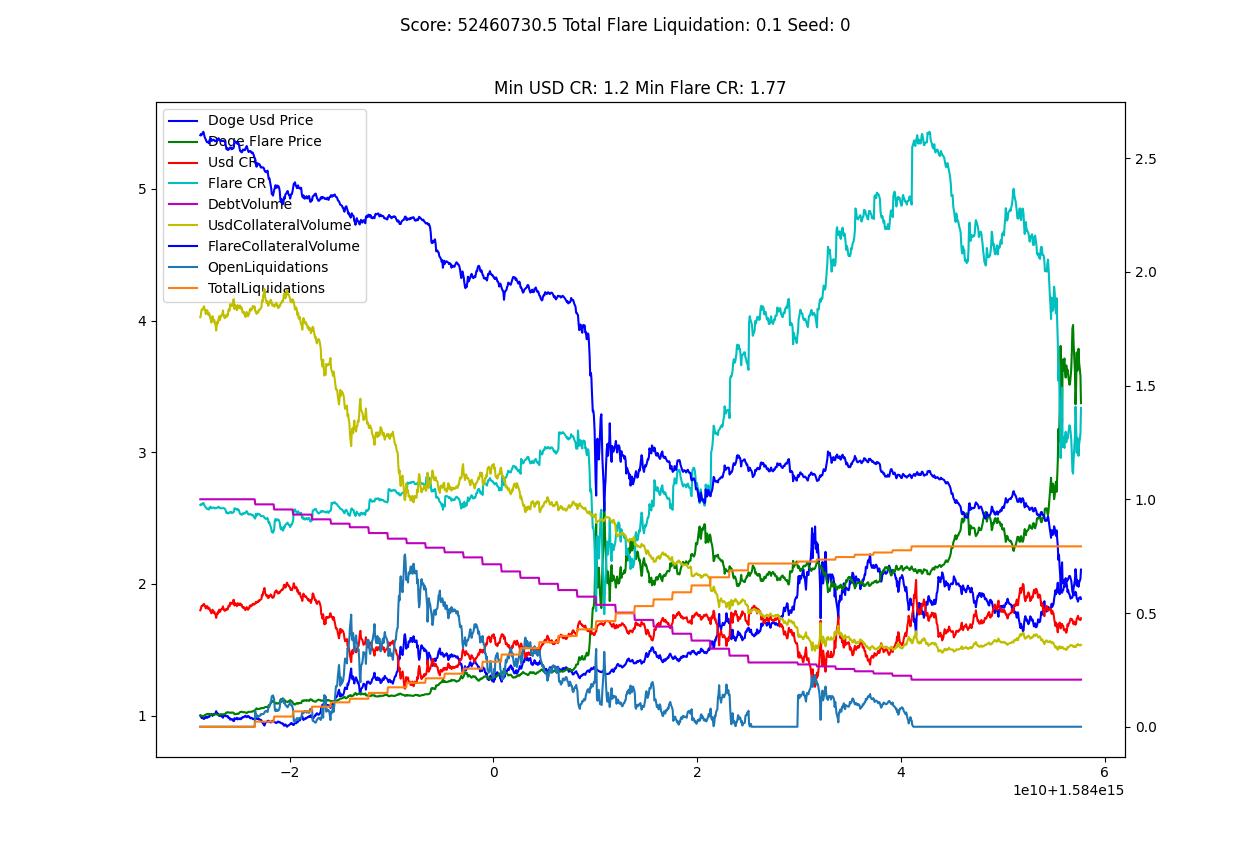 Score: 52460730.5 Total Flare Liquidation: 0.1 Seed: 0
Min USD CR: 1.2 Min Flare CR: 1.77
Doge Usd Price
Doge Flare Price
Usd CR
Flare CR
DebtVolume
UsdCollateralVolume
FlareCollateralVolume
OpenLiquidations
TotalLiquidations
5
4
3
2
1
2.5
2.0
1.5
1.0
0.5
0.0
−2
0
2
4
6
1e10+1.584e15